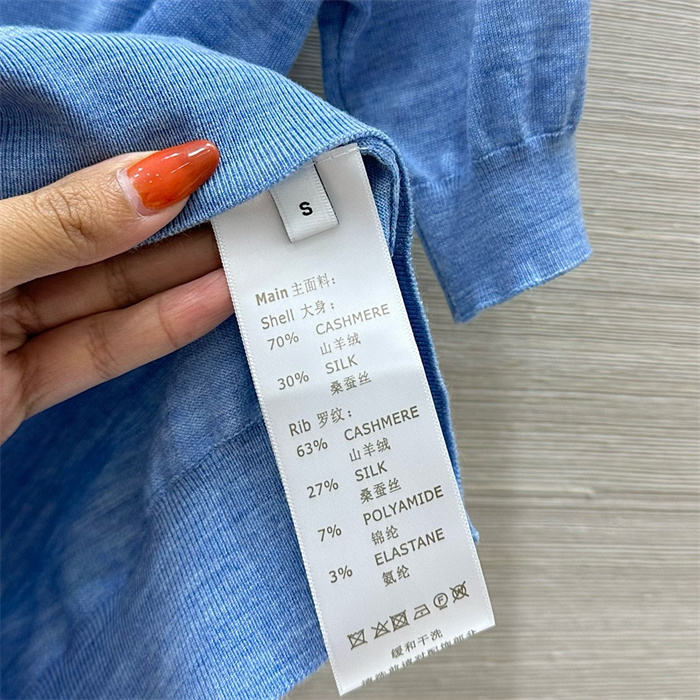 S
Main 主面料:
Shell 大身:
70% CASHMERE
山羊绒
30% SILK
桑蚕丝
Rib 罗纹:
63% CASHMERE
山羊绒
27% SILK
桑蚕丝
7% POLYAMIDE
锦纶
3% ELASTANE
氨纶
缓和干洗